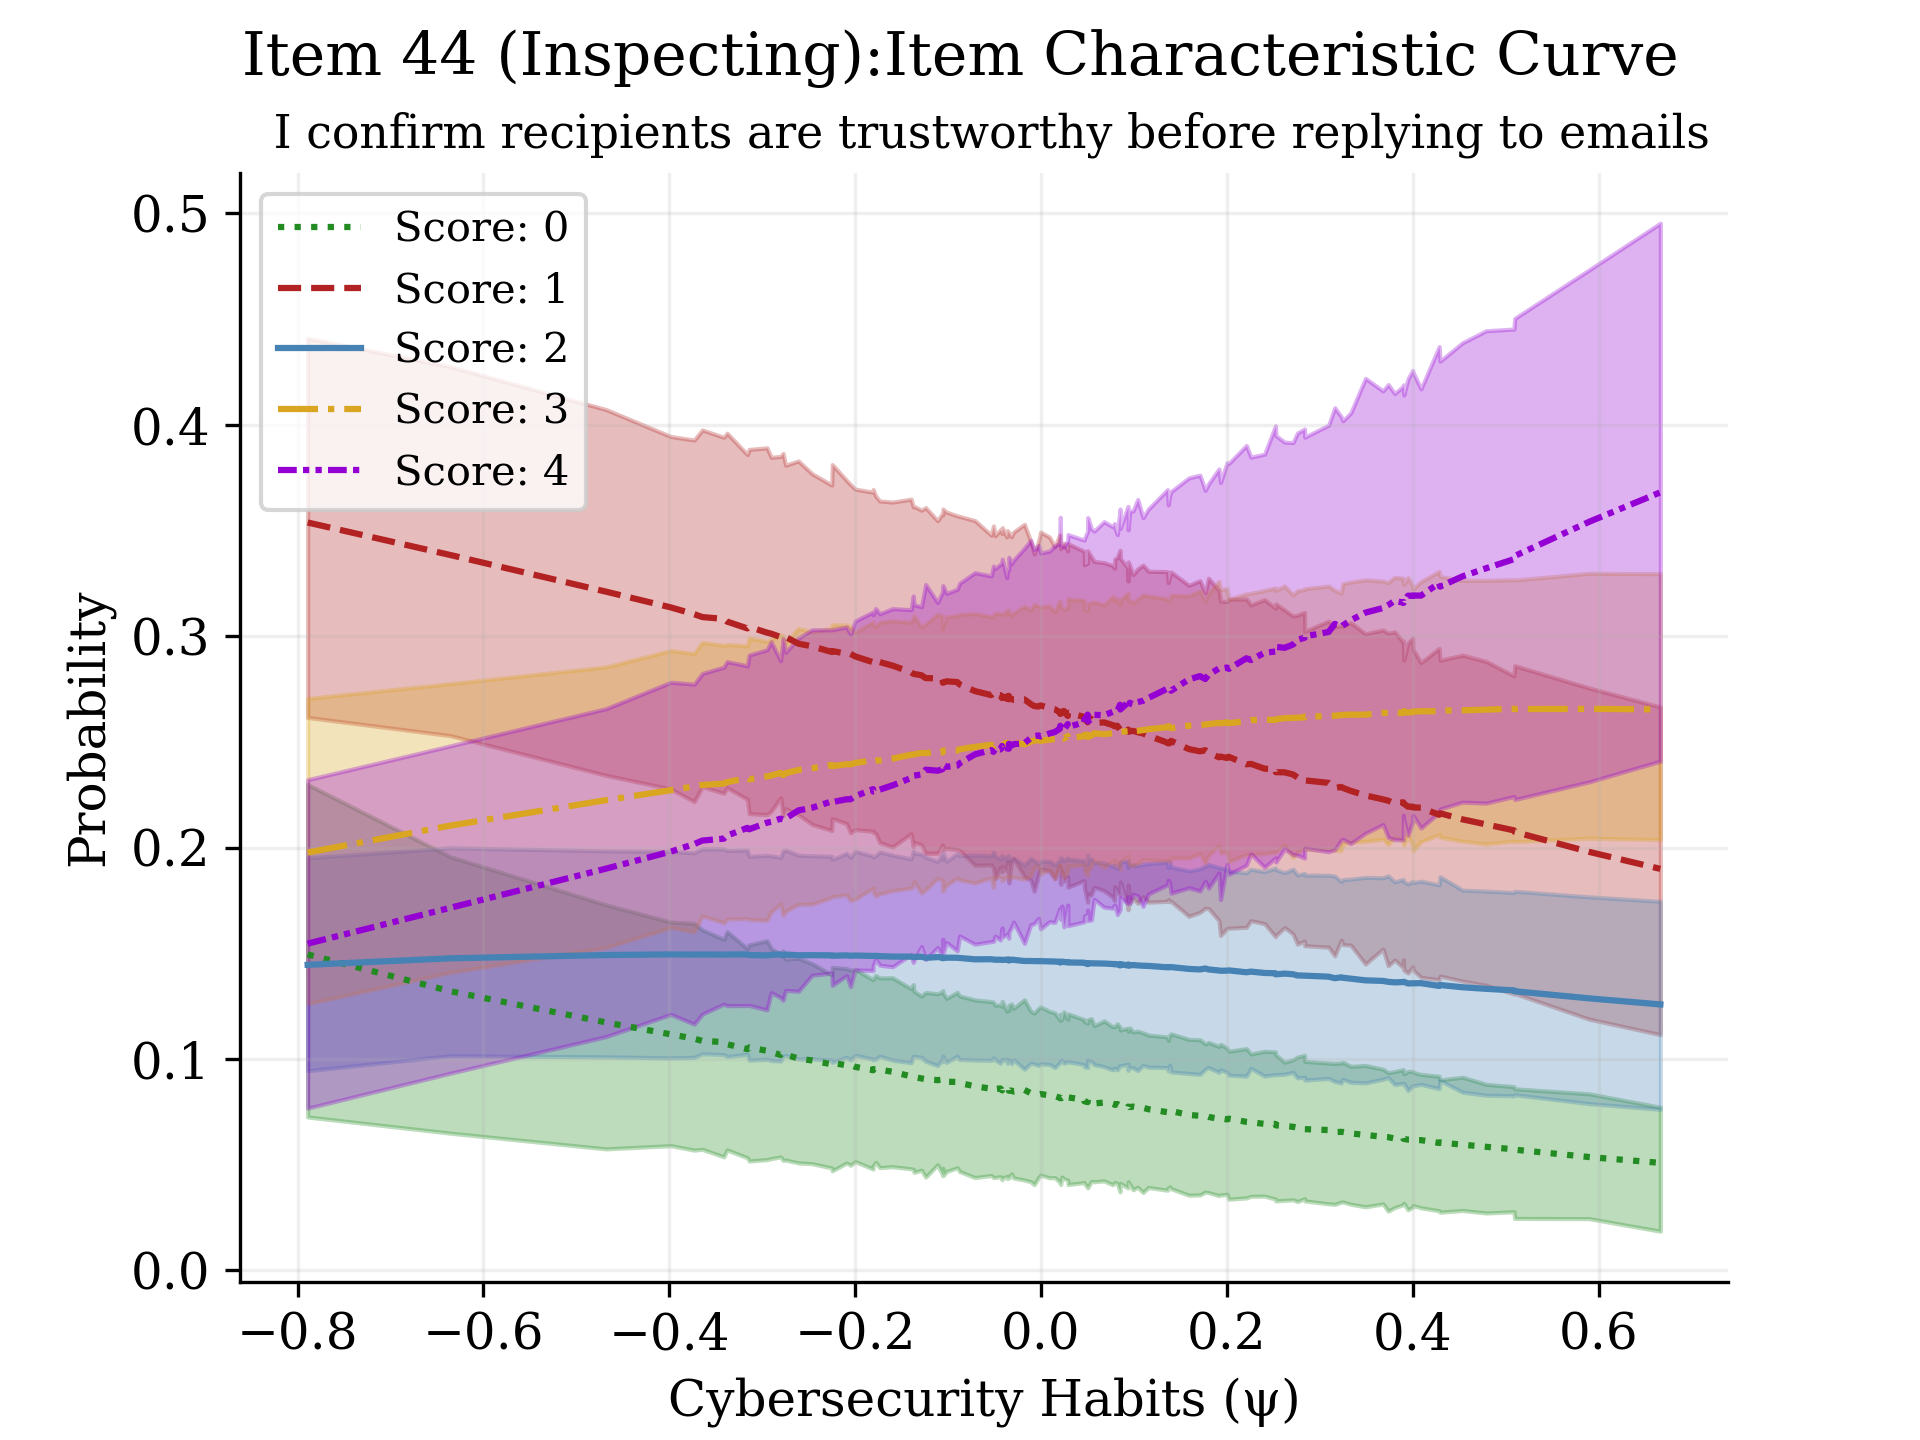 Item 44 (Inspecting):Item Characteristic Curve
I confirm recipients are trustworthy before replying to emails
Score: 0
Score: 1
Score: 2
Score: 3
Score: 4
Probability
0.5
0.4
0.3
0.2
0.1
0.0
−0.8 −0.6 −0.4 −0.2 0.0 0.2 0.4 0.6
Cybersecurity Habits (ψ)